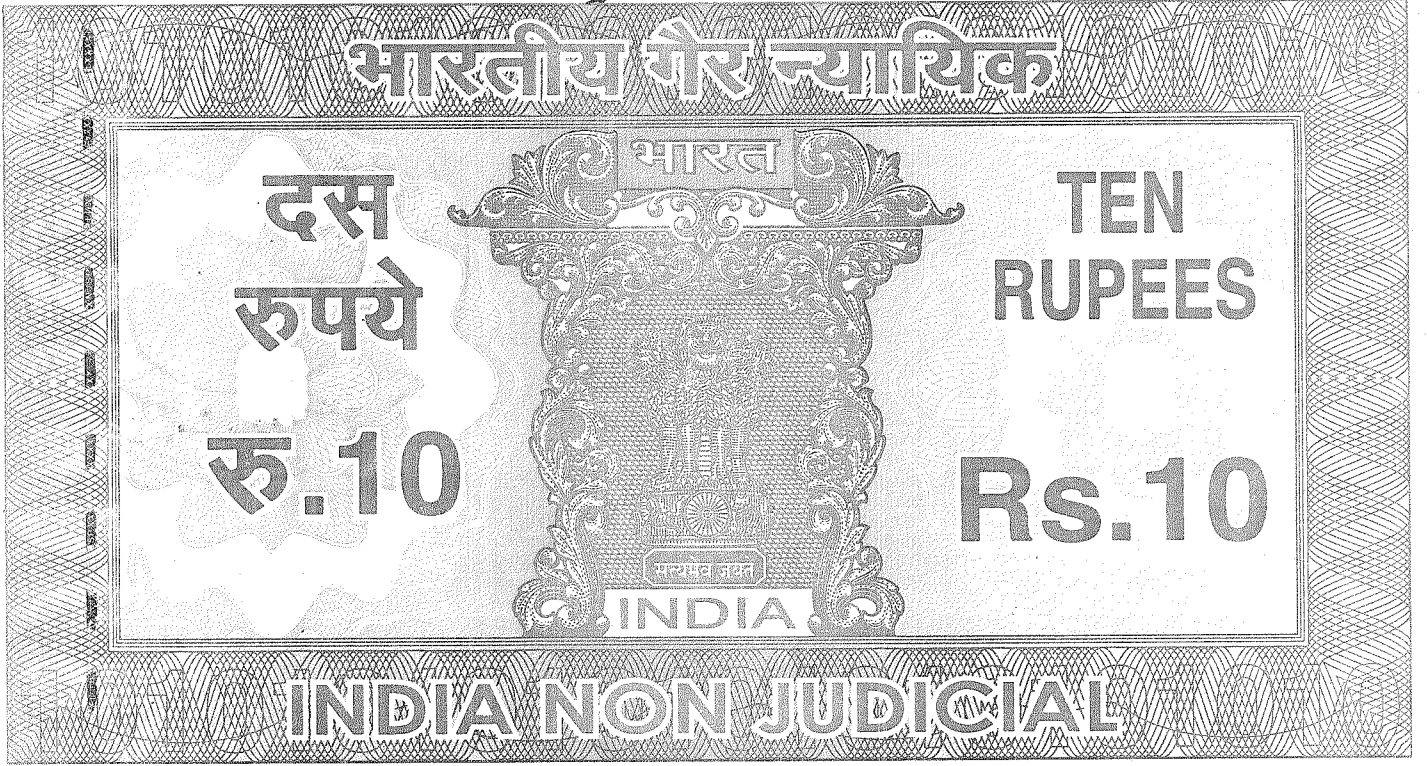 भारतीय गैर न्यायिक
भारत
दस
रुपये
रु.10
TEN
RUPEES
Rs.10
सत्यमेव जयते
INDIA
INDIA NON JUDICIAL